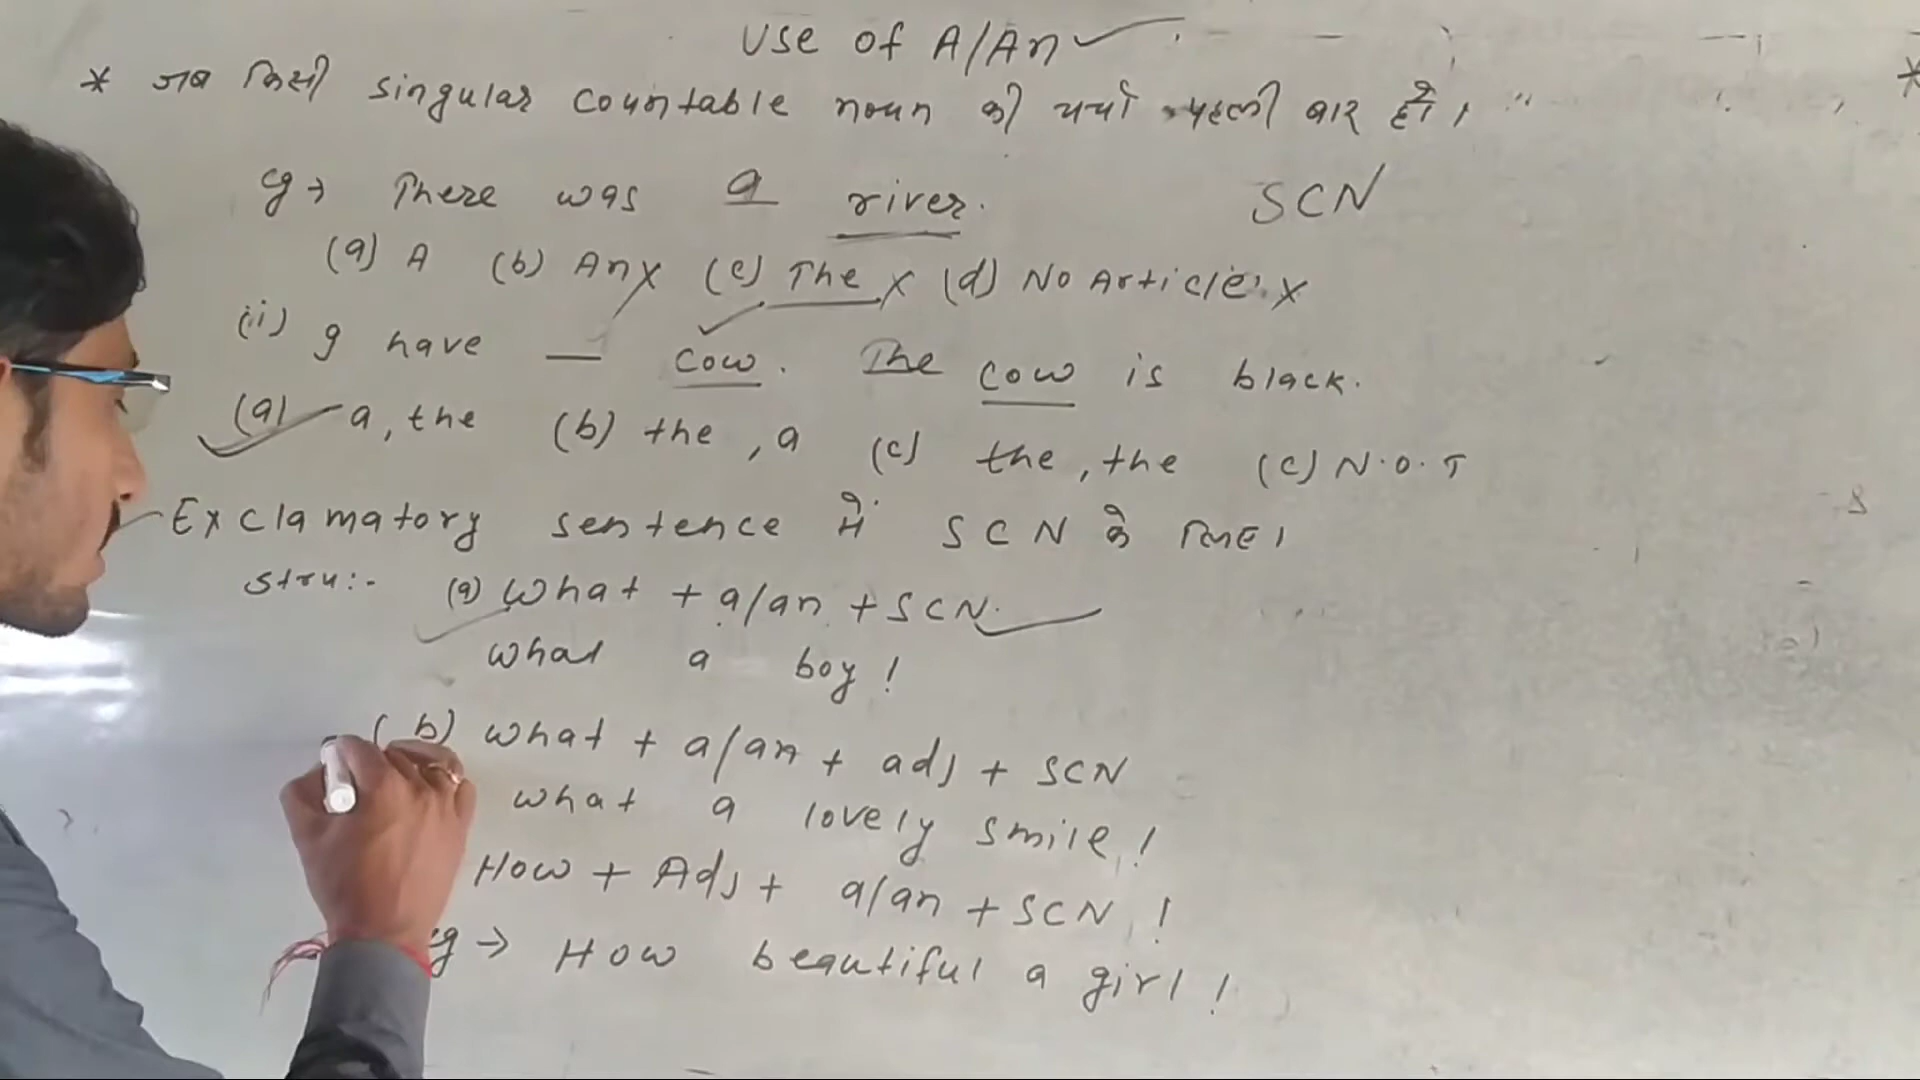 Use of A/An
* जब किसी singular countable noun की चर्चा पहली बार हो।
eg → There was a river.
SCN
(a) A (b) An x (c) The x (d) No Article x
(ii) I have __ cow. The cow is black.
(a) a, the (b) the, a (c) the, the (c) N.O.T
Exclamatory sentence में SCN के लिए।
Stru:- (a) What + a/an + SCN.
What a boy!
(b) what + a/an + adj + SCN
what a lovely smile!
How + Adj + a/an + SCN!
eg → How beautiful a girl!